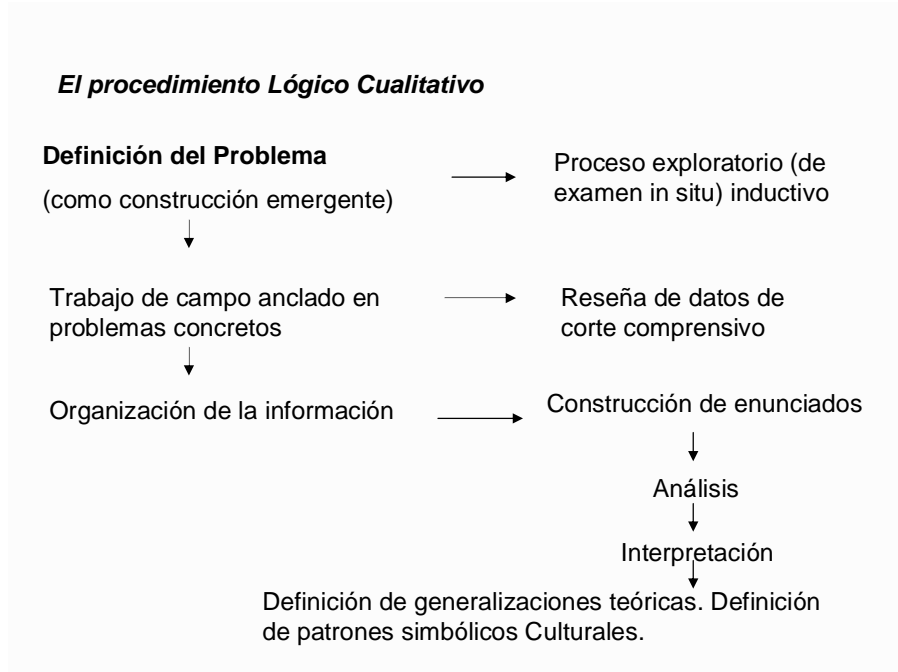 El procedimiento Lógico Cualitativo
Definición del Problema
(como construcción emergente)
Proceso exploratorio (de
examen in situ) inductivo
Trabajo de campo anclado en
problemas concretos
Reseña de datos de
corte comprensivo
Organización de la información
Construcción de enunciados
Análisis
Interpretación
Definición de generalizaciones teóricas. Definición
de patrones simbólicos Culturales.